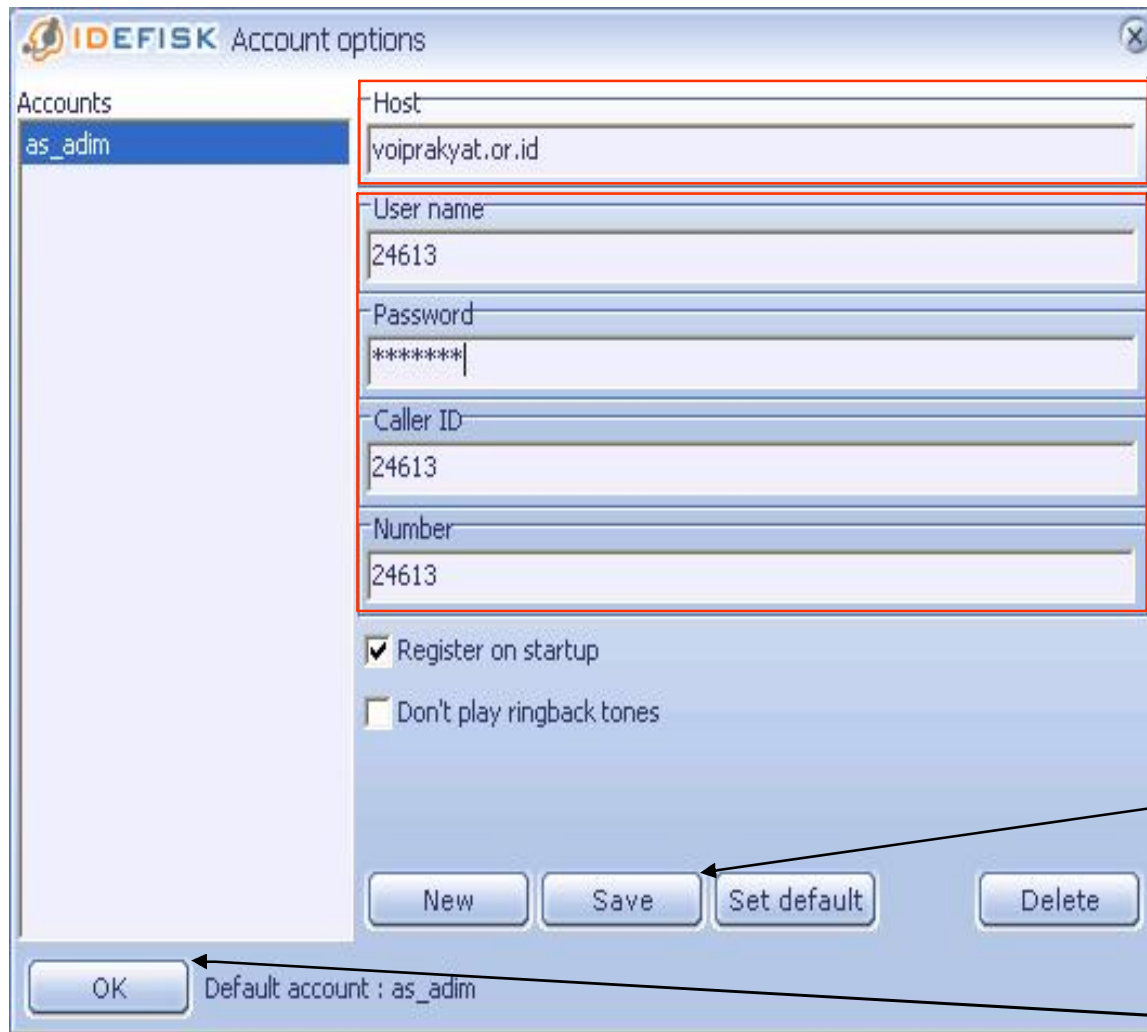 IDEFISK Account options
Accounts
as_adim
Host
voiprakyat.or.id
User name
24613
Password
*******
Caller ID
24613
Number
24613
Register on startup
Don't play ringback tones
New Save Set default Delete
OK Default account : as_adim